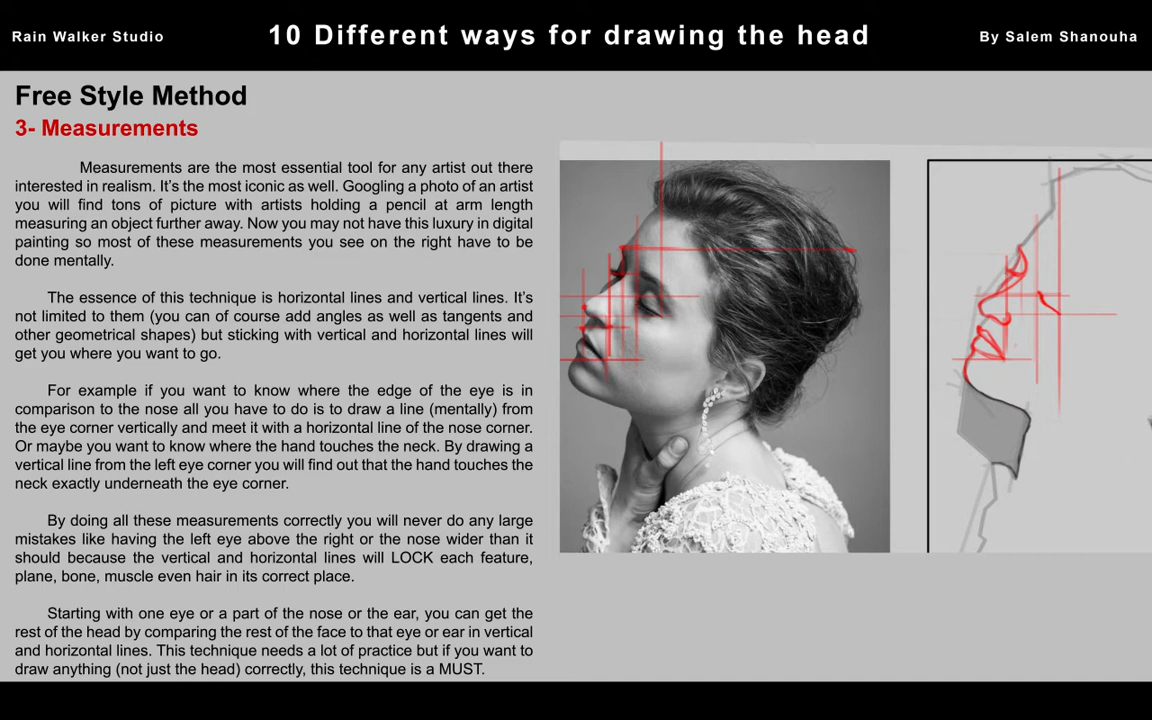 Rain Walker Studio
10 Different ways for drawing the head
By Salem Shanouha
Free Style Method
3- Measurements
Measurements are the most essential tool for any artist out there
interested in realism. It's the most iconic as well. Googling a photo of an artist
you will find tons of picture with artists holding a pencil at arm length
measuring an object further away. Now you may not have this luxury in digital
painting so most of these measurements you see on the right have to be
done mentally.
The essence of this technique is horizontal lines and vertical lines. It's
not limited to them (you can of course add angles as well as tangents and
other geometrical shapes) but sticking with vertical and horizontal lines will
get you where you want to go.
For example if you want to know where the edge of the eye is in
comparison to the nose all you have to do is to draw a line (mentally) from
the eye corner vertically and meet it with a horizontal line of the nose corner.
Or maybe you want to know where the hand touches the neck. By drawing a
vertical line from the left eye corner you will find out that the hand touches the
neck exactly underneath the eye corner.
By doing all these measurements correctly you will never do any large
mistakes like having the left eye above the right or the nose wider than it
should because the vertical and horizontal lines will LOCK each feature,
plane, bone, muscle even hair in its correct place.
Starting with one eye or a part of the nose or the ear, you can get the
rest of the head by comparing the rest of the face to that eye or ear in vertical
and horizontal lines. This technique needs a lot of practice but if you want to
draw anything (not just the head) correctly, this technique is a MUST.